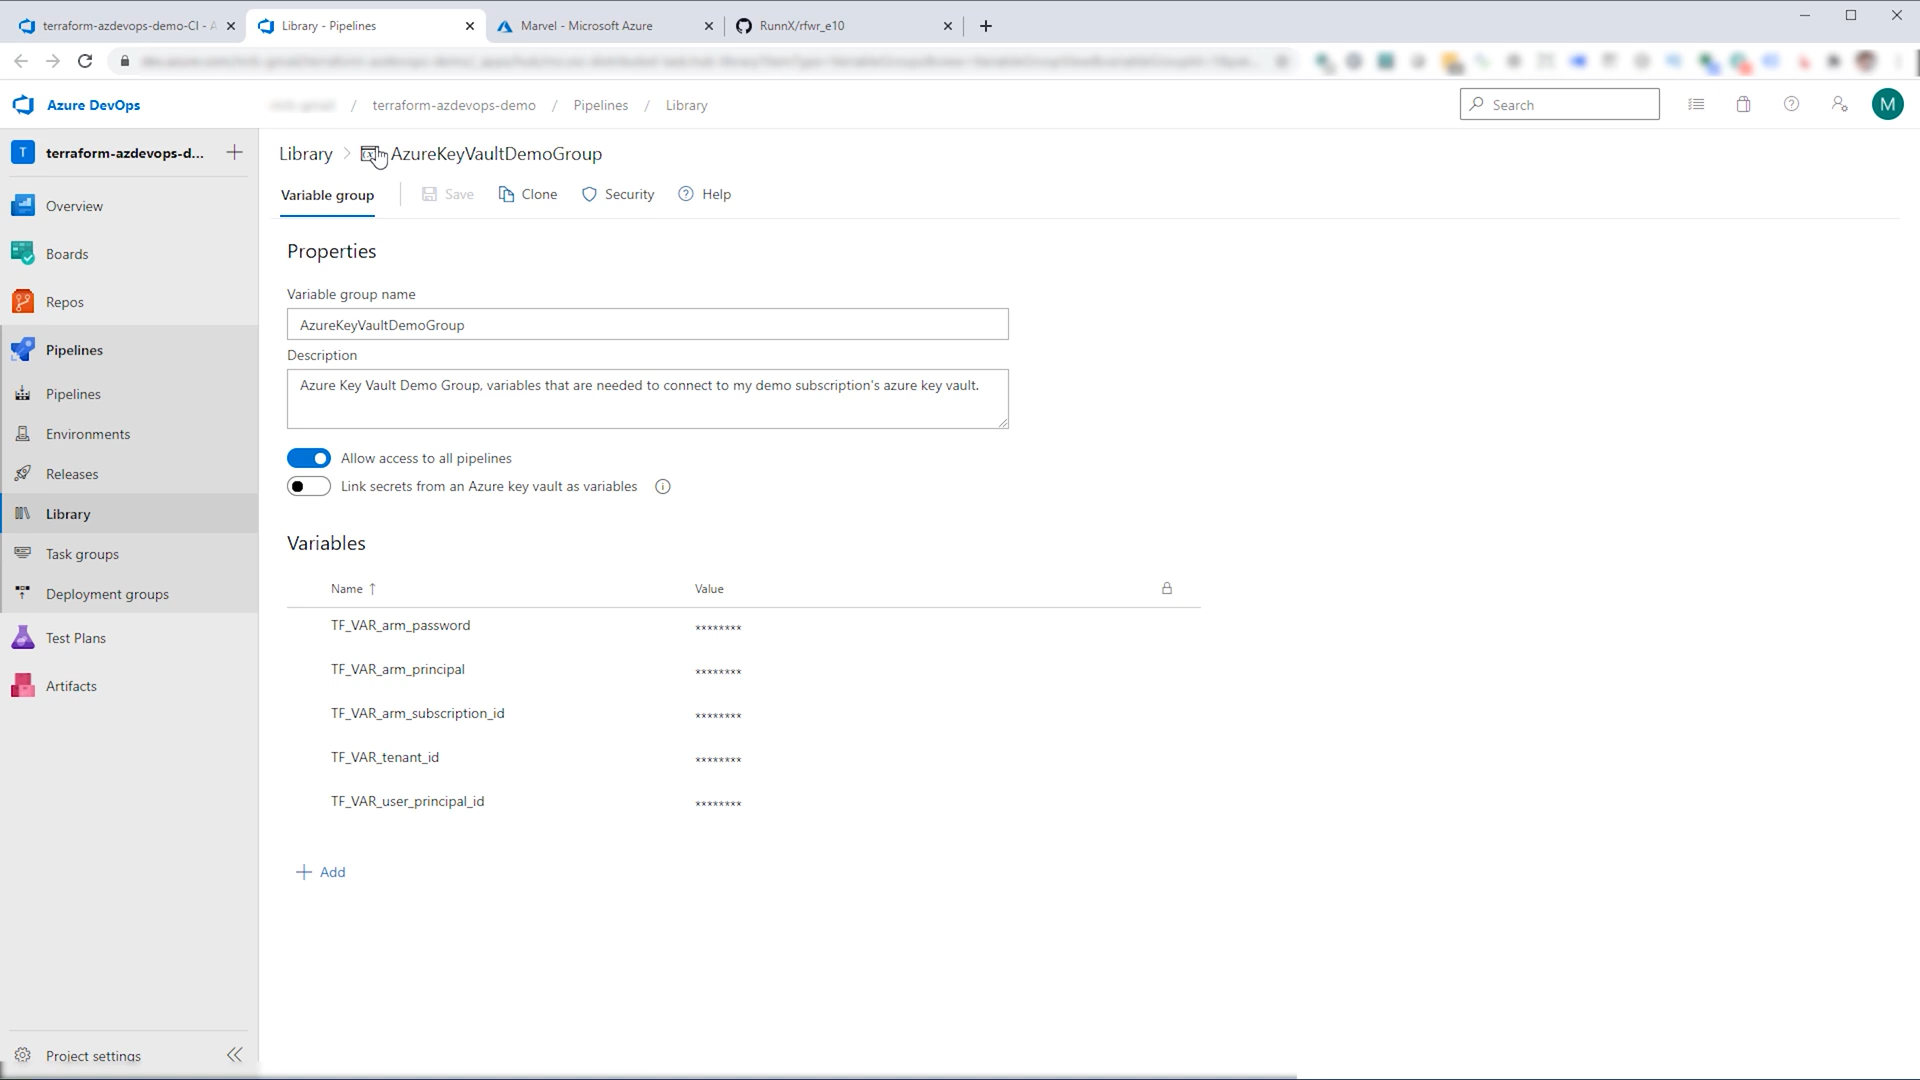 terraform-azdevops-demo-CI - A
Library - Pipelines
Marvel - Microsoft Azure
RunnX/rfwr_e10
Azure DevOps
/ terraform-azdevops-demo / Pipelines / Library
Search
M
T terraform-azdevops-d...
Library > AzureKeyVaultDemoGroup
Variable group
Save
Clone
Security
Help
Overview
Boards
Repos
Pipelines
Pipelines
Environments
Releases
Library
Task groups
Deployment groups
Test Plans
Artifacts
Project settings
Properties
Variable group name
AzureKeyVaultDemoGroup
Description
Azure Key Vault Demo Group, variables that are needed to connect to my demo subscription's azure key vault.
Allow access to all pipelines
Link secrets from an Azure key vault as variables
Variables
Name ↑ Value
TF_VAR_arm_password ********
TF_VAR_arm_principal ********
TF_VAR_arm_subscription_id ********
TF_VAR_tenant_id ********
TF_VAR_user_principal_id ********
+ Add